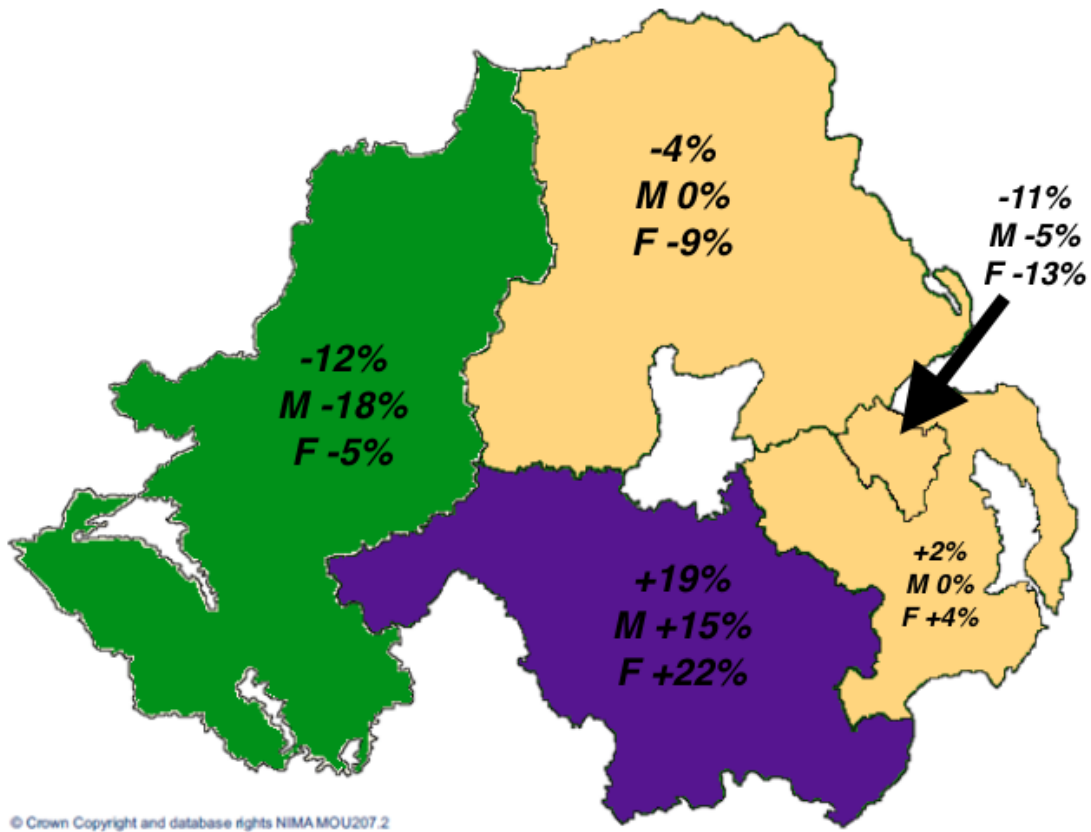 -4%
M 0%
F -9%
-11%
M -5%
F -13%
-12%
M -18%
F -5%
+2%
M 0%
F +4%
+19%
M +15%
F +22%
© Crown Copyright and database rights NIMA MOU207.2